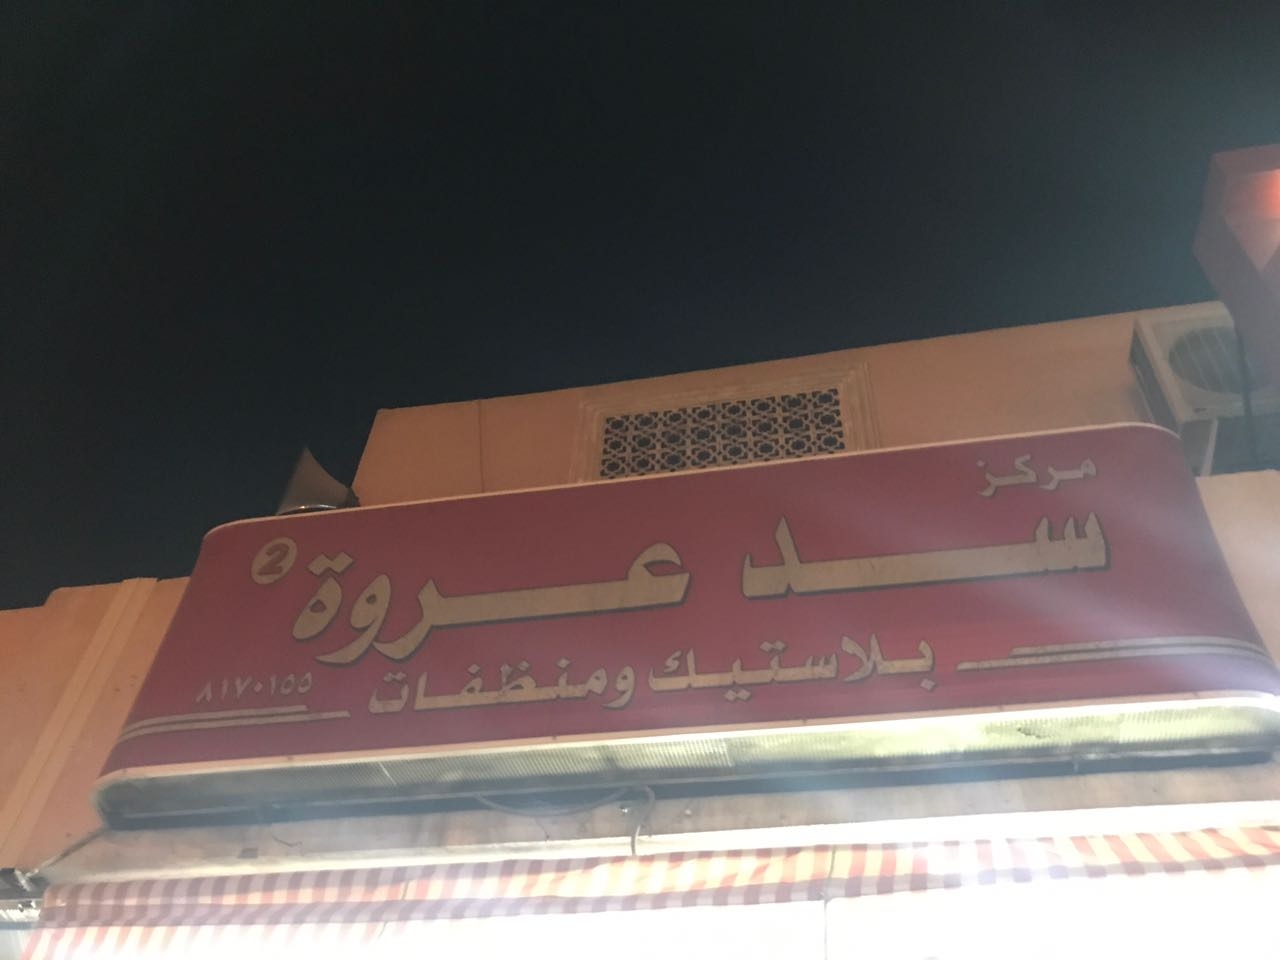 مركز
سد عروة 2
بلاستيك ومنظفات
٨١٧٠١٥٥